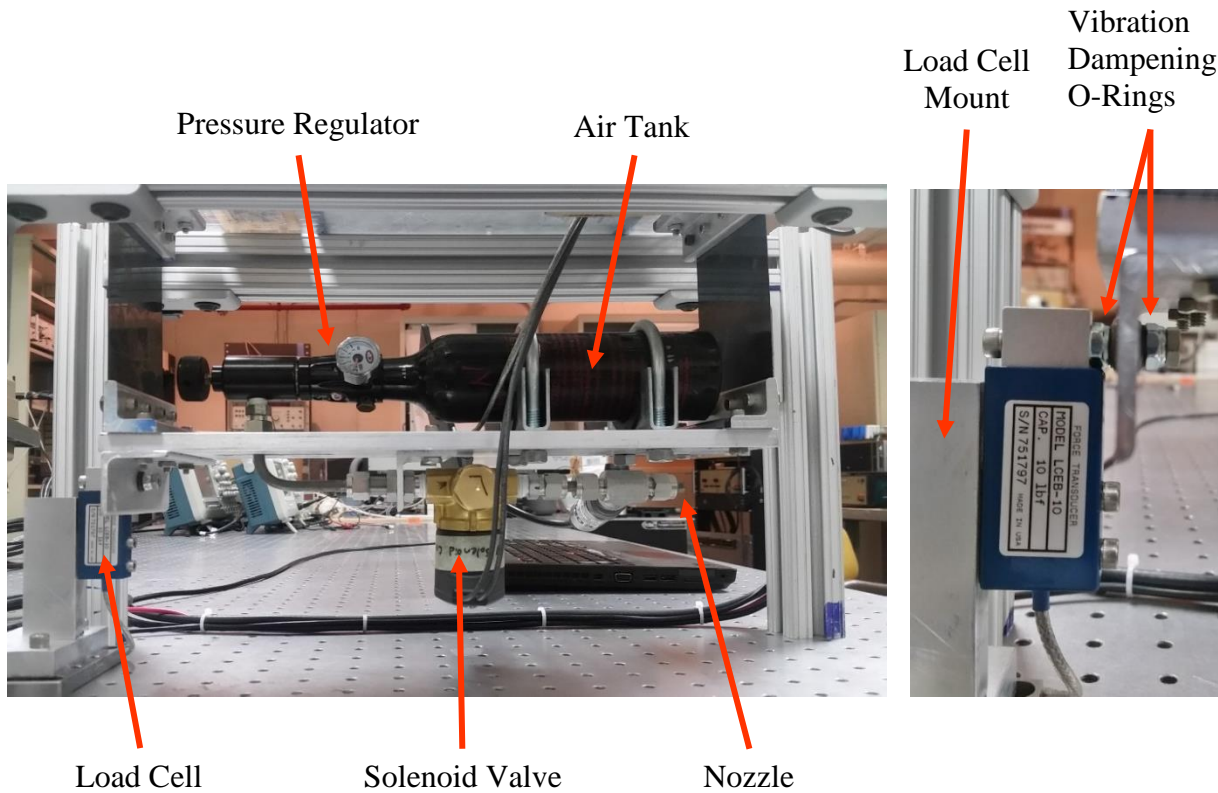 Vibration
Dampening
O-Rings
Load Cell
Mount
Pressure Regulator
Air Tank
FORCE TRANSDUCER
MODEL LCEB-10
CAP. 10 lbf
S/N 751797 MADE IN USA
Solenoid
Load Cell
Solenoid Valve
Nozzle